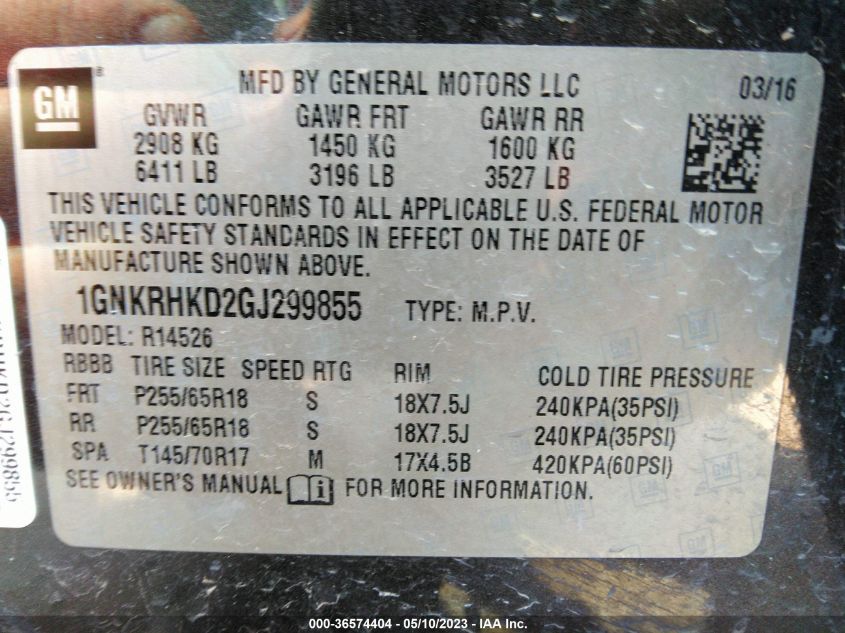 GM ®
MFD BY GENERAL MOTORS LLC 03/16
GVWR GAWR FRT GAWR RR
2908 KG 1450 KG 1600 KG
6411 LB 3196 LB 3527 LB
THIS VEHICLE CONFORMS TO ALL APPLICABLE U.S. FEDERAL MOTOR
VEHICLE SAFETY STANDARDS IN EFFECT ON THE DATE OF
MANUFACTURE SHOWN ABOVE.
1GNKRHKD2GJ299855 TYPE: M.P.V.
MODEL: R14526
RBBB TIRE SIZE SPEED RTG RIM COLD TIRE PRESSURE
FRT P255/65R18 S 18X7.5J 240KPA(35PSI)
RR P255/65R18 S 18X7.5J 240KPA(35PSI)
SPA T145/70R17 M 17X4.5B 420KPA(60PSI)
SEE OWNER'S MANUAL i FOR MORE INFORMATION.
000-36574404 - 05/10/2023 - IAA Inc.